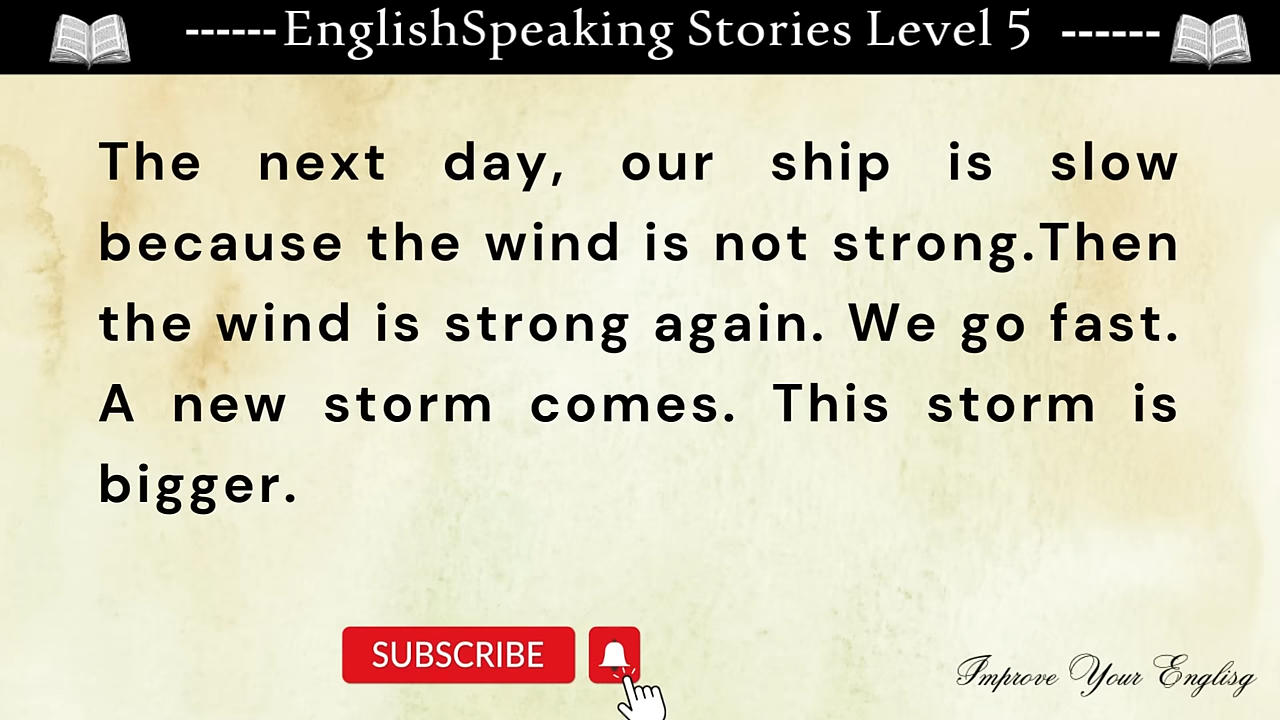 ------EnglishSpeaking Stories Level 5 ------
The next day, our ship is slow
because the wind is not strong.Then
the wind is strong again. We go fast.
A new storm comes. This storm is
bigger.
SUBSCRIBE
Improve Your Englisg